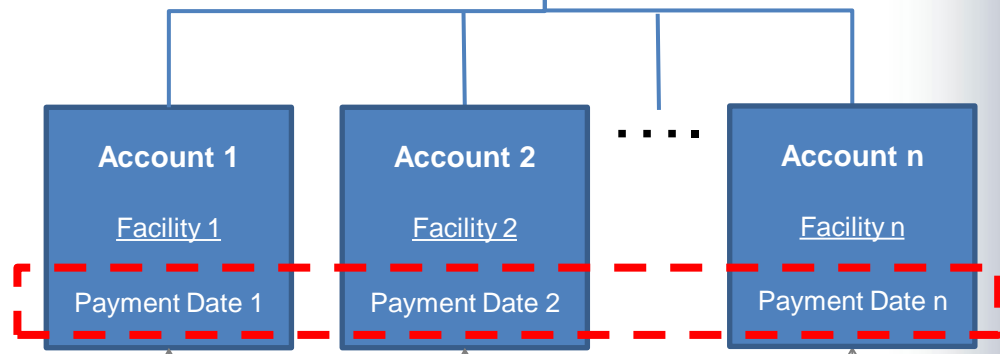 Account 1
Facility 1
Payment Date 1
Account 2
Facility 2
Payment Date 2
....
Account n
Facility n
Payment Date n